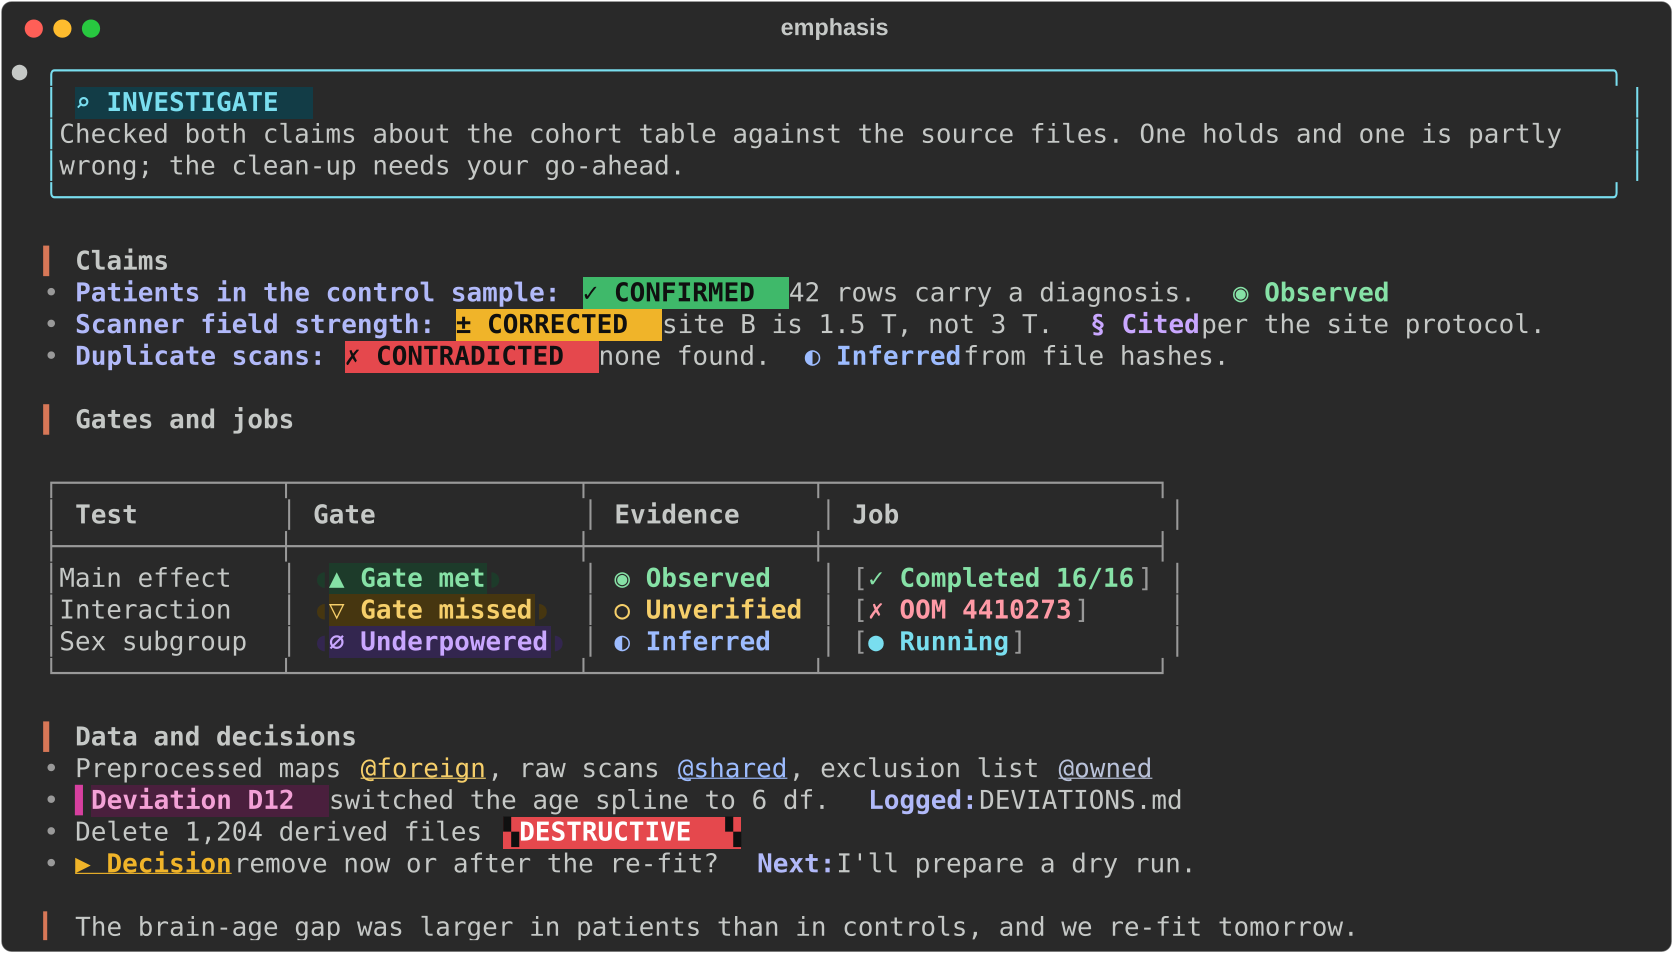 emphasis
⌕ INVESTIGATE
Checked both claims about the cohort table against the source files. One holds and one is partly
wrong; the clean-up needs your go-ahead.
Claims
• Patients in the control sample: ✓ CONFIRMED 42 rows carry a diagnosis. ◉ Observed
• Scanner field strength: ± CORRECTED site B is 1.5 T, not 3 T. § Cited per the site protocol.
• Duplicate scans: ✗ CONTRADICTED none found. ◐ Inferred from file hashes.
Gates and jobs
Test Gate Evidence Job
Main effect ▲ Gate met ◉ Observed [✓ Completed 16/16]
Interaction ▽ Gate missed ○ Unverified [✗ OOM 4410273]
Sex subgroup ∅ Underpowered ◐ Inferred [● Running]
Data and decisions
• Preprocessed maps @foreign, raw scans @shared, exclusion list @owned
• Deviation D12 switched the age spline to 6 df. Logged: DEVIATIONS.md
• Delete 1,204 derived files DESTRUCTIVE
• ▶ Decision remove now or after the re-fit? Next: I'll prepare a dry run.
The brain-age gap was larger in patients than in controls, and we re-fit tomorrow.